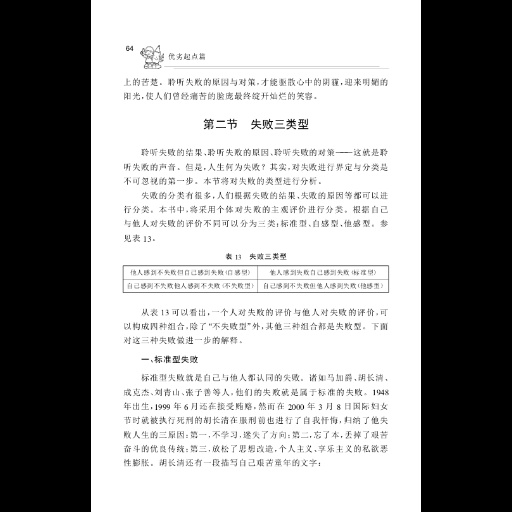 64
优劣起点篇
上的苦楚。聆听失败的原因与对策,才能驱散心中的阴霾,迎来明媚的
阳光,使人们曾经痛苦的脸庞最终绽开灿烂的笑容。
第二节 失败三类型
聆听失败的结果、聆听失败的原因、聆听失败的对策——这就是聆
听失败的声音。但是,人生何为失败?其实,对失败进行界定与分类是
不可忽视的第一步。本节将对失败的类型进行分析。
失败的分类有很多,人们根据失败的结果、失败的原因等都可以进
行分类。本书中,将采用个体对失败的主观评价进行分类。根据自己
与他人对失败的评价不同可以分为三类:标准型、自感型、他感型。参
见表 13。
表 13 失败三类型
他人感到不失败但自己感到失败(自感型) 他人感到失败自己感到失败(标准型)
自己感到不失败他人感到不失败(不失败型) 自己感到不失败但他人感到失败(他感型)
从表 13 可以看出,一个人对失败的评价与他人对失败的评价,可
以构成四种组合,除了“不失败型”外,其他三种组合都是失败型。下面
对这三种失败做进一步的解释。
一、标准型失败
标准型失败就是自己与他人都认同的失败。诸如马加爵、胡长清、
成克杰、刘青山、张子善等人,他们的失败就是属于标准的失败。1948
年出生,1999 年 6 月还在接受贿赂,然而在 2000 年 3 月 8 日国际妇女
节时就被执行死刑的胡长清在服刑前也进行了自我忏悔,归纳了他失
败人生的三原因:第一,不学习,迷失了方向;第二,忘了本,丢掉了艰苦
奋斗的优良传统;第三,放松了思想改造,个人主义、享乐主义的私欲恶
性膨胀。胡长清还有一段描写自己艰苦童年的文字: